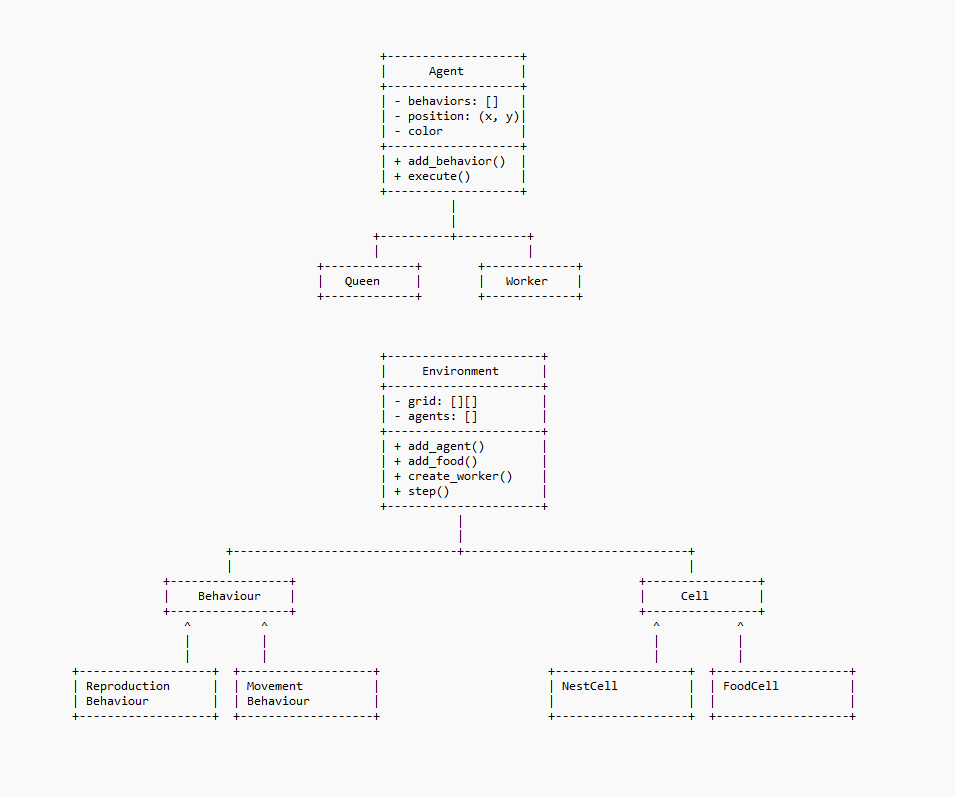 Agent
- behaviors: []
- position: (x, y)
- color
+ add_behavior()
+ execute()
Queen Worker
Environment
- grid: [][]
- agents: []
+ add_agent()
+ add_food()
+ create_worker()
+ step()
Behaviour Cell
Reproduction Movement NestCell FoodCell
Behaviour Behaviour